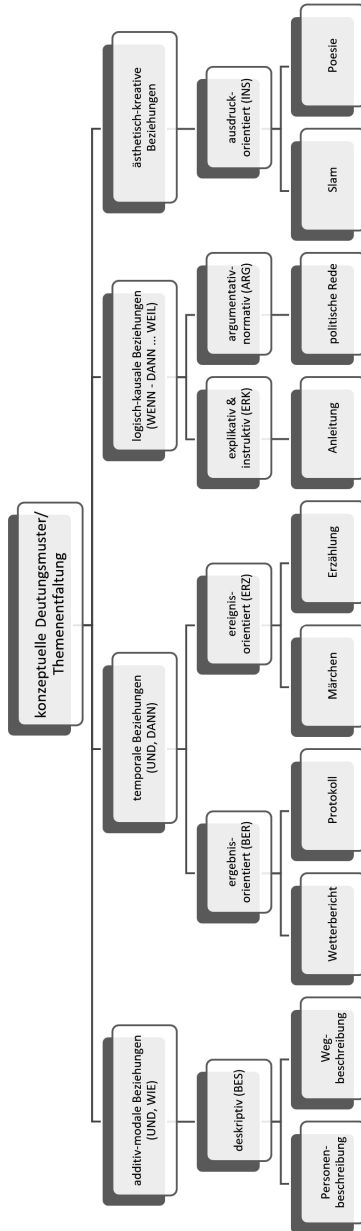 konzeptuelle Deutungsmuster/
Themenentfaltung
additiv-modale Beziehungen
(UND, WIE)
temporale Beziehungen
(UND, DANN)
logisch-kausale Beziehungen
(WENN - DANN ... WEIL)
ästhetisch-kreative
Beziehungen
deskriptiv (BES)
ergebnis-
orientiert (BER)
ereignis-
orientiert (ERZ)
explikativ &
instruktiv (ERK)
argumentativ-
normativ (ARG)
ausdruck-
orientiert (INS)
Personen-
beschreibung
Weg-
beschreibung
Wetterbericht
Protokoll
Märchen
Erzählung
Anleitung
politische Rede
Slam
Poesie